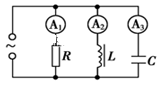 A₁ A₂ A₃
~ R L C